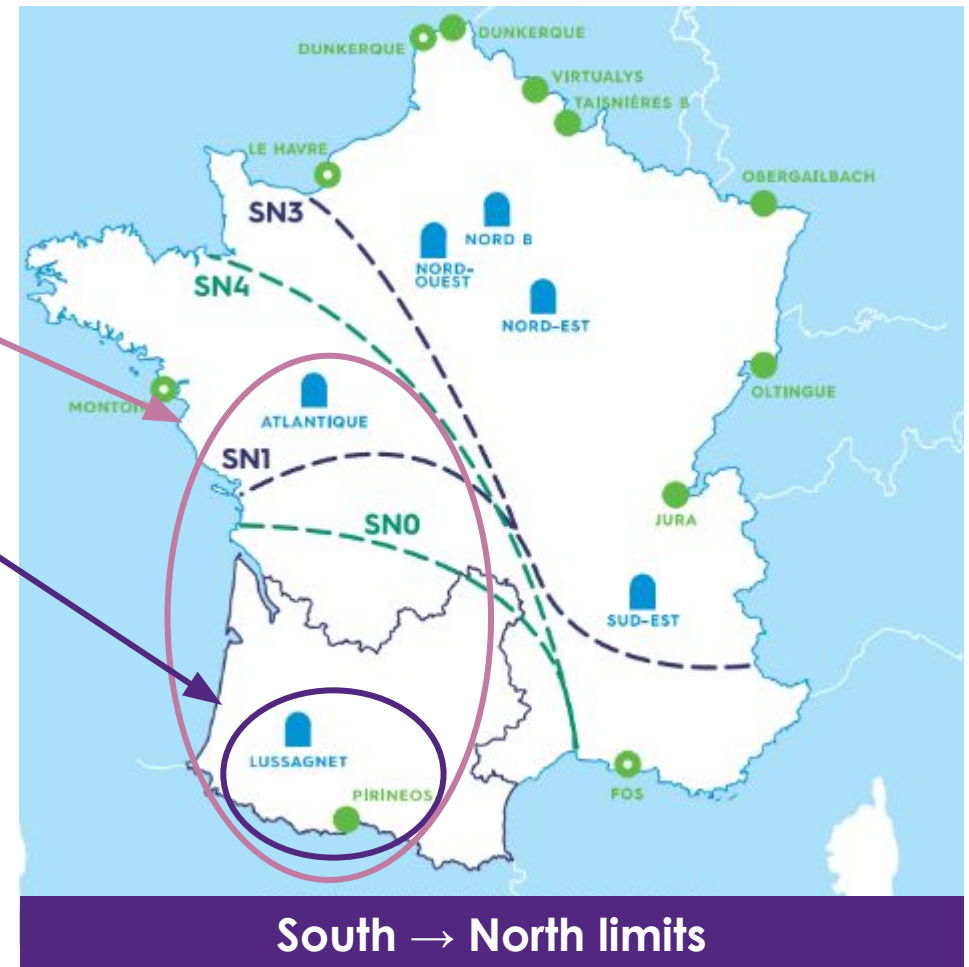 DUNKERQUE
DUNKERQUE
VIRTUALYS
TAISNIÈRES B
LE HAVRE
OBERGAILBACH
SN3
NORD B
NORD-
OUEST
SN4
NORD-EST
OLTINGUE
MONTOIR
ATLANTIQUE
SN1
SN0
JURA
SUD-EST
LUSSAGNET
PIRINEOS
FOS
South → North limits